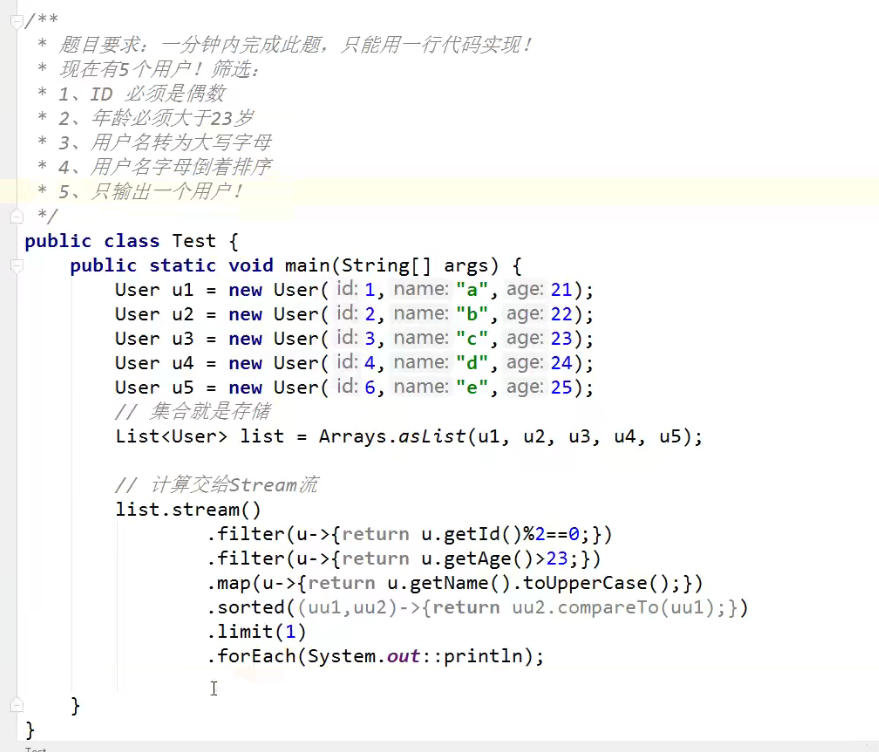 /**
 * 题目要求：一分钟内完成此题，只能用一行代码实现！
 * 现在有5个用户！筛选：
 * 1、ID 必须是偶数
 * 2、年龄必须大于23岁
 * 3、用户名转为大写字母
 * 4、用户名字母倒着排序
 * 5、只输出一个用户！
 */
public class Test {
    public static void main(String[] args) {
        User u1 = new User( id: 1, name: "a", age: 21);
        User u2 = new User( id: 2, name: "b", age: 22);
        User u3 = new User( id: 3, name: "c", age: 23);
        User u4 = new User( id: 4, name: "d", age: 24);
        User u5 = new User( id: 6, name: "e", age: 25);
        // 集合就是存储
        List<User> list = Arrays.asList(u1, u2, u3, u4, u5);
        // 计算交给Stream流
        list.stream()
                .filter(u->{return u.getId()%2==0;})
                .filter(u->{return u.getAge()>23;})
                .map(u->{return u.getName().toUpperCase();})
                .sorted((uu1,uu2)->{return uu2.compareTo(uu1);})
                .limit(1)
                .forEach(System.out::println);
    }
}